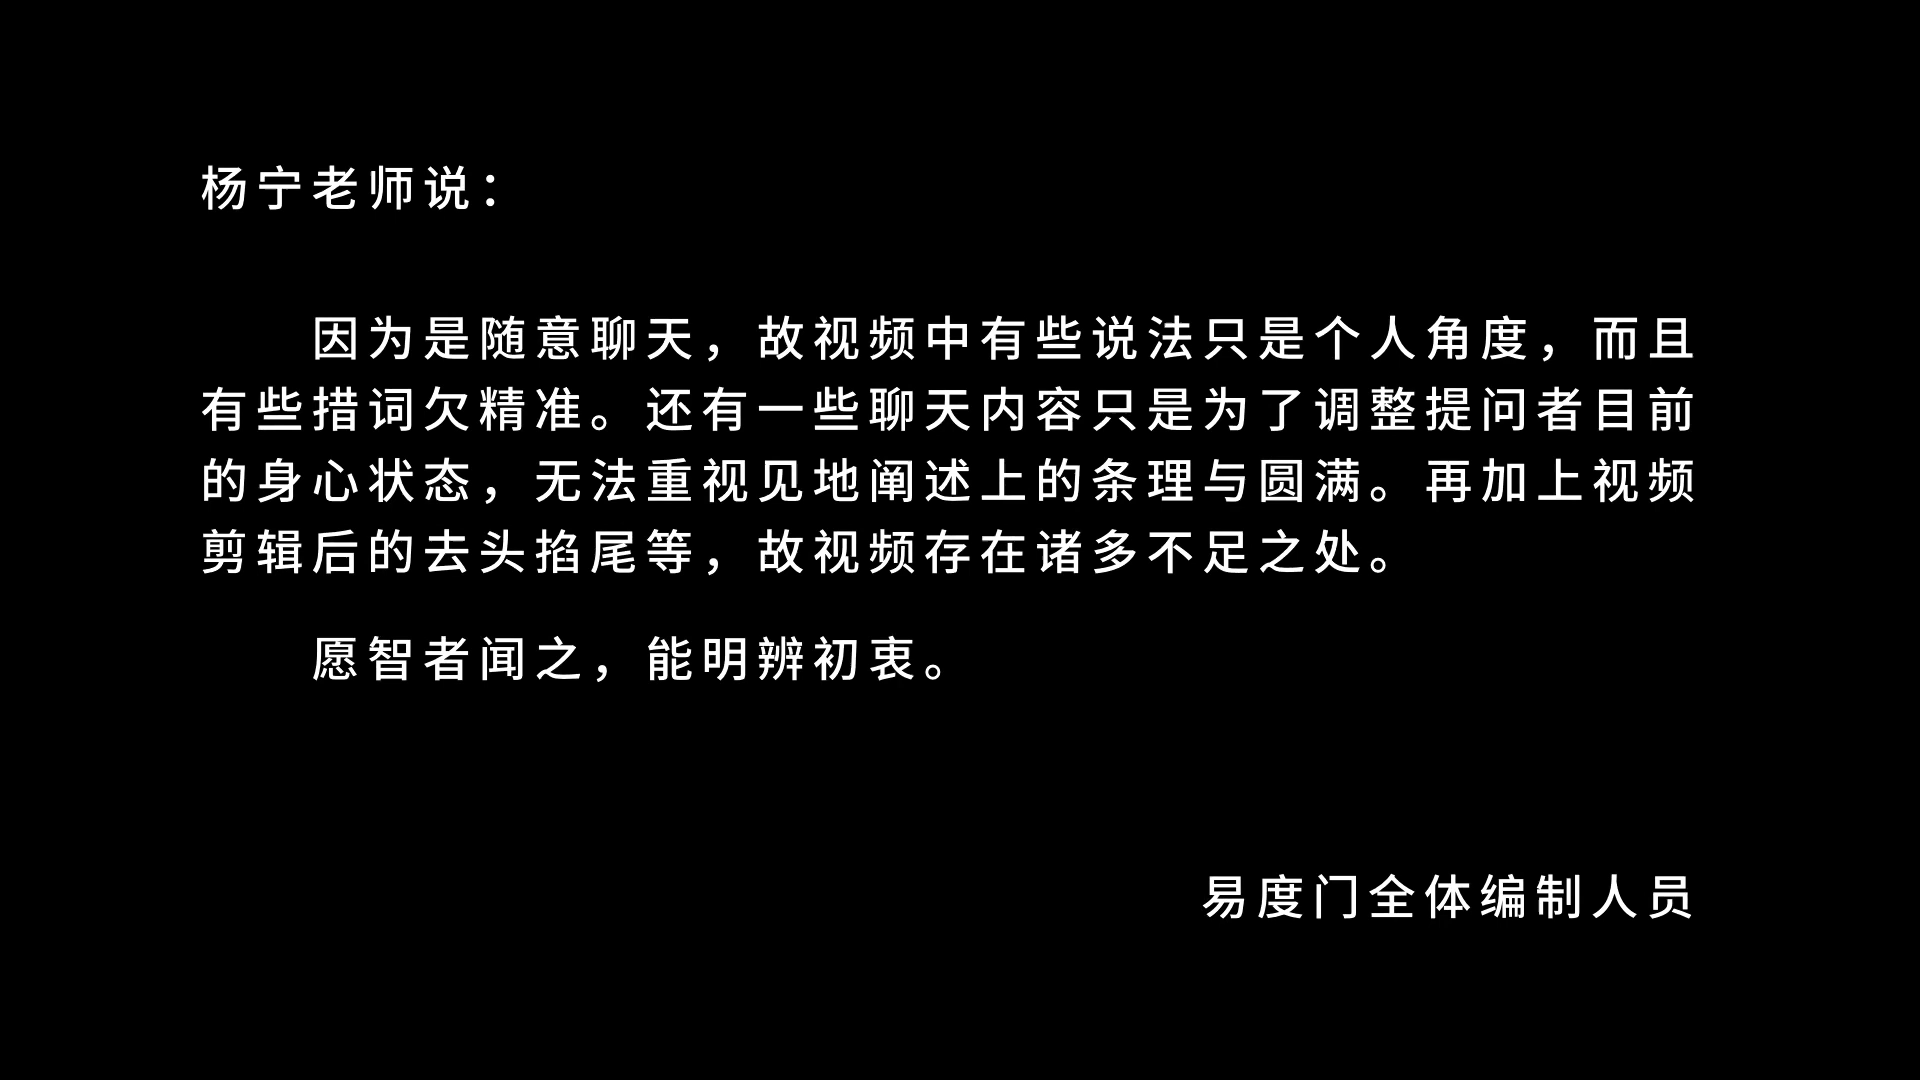 杨宁老师说：
因为是随意聊天，故视频中有些说法只是个人角度，而且
有些措词欠精准。还有一些聊天内容只是为了调整提问者目前
的身心状态，无法重视见地阐述上的条理与圆满。再加上视频
剪辑后的去头掐尾等，故视频存在诸多不足之处。
愿智者闻之，能明辨初衷。
易度门全体编制人员